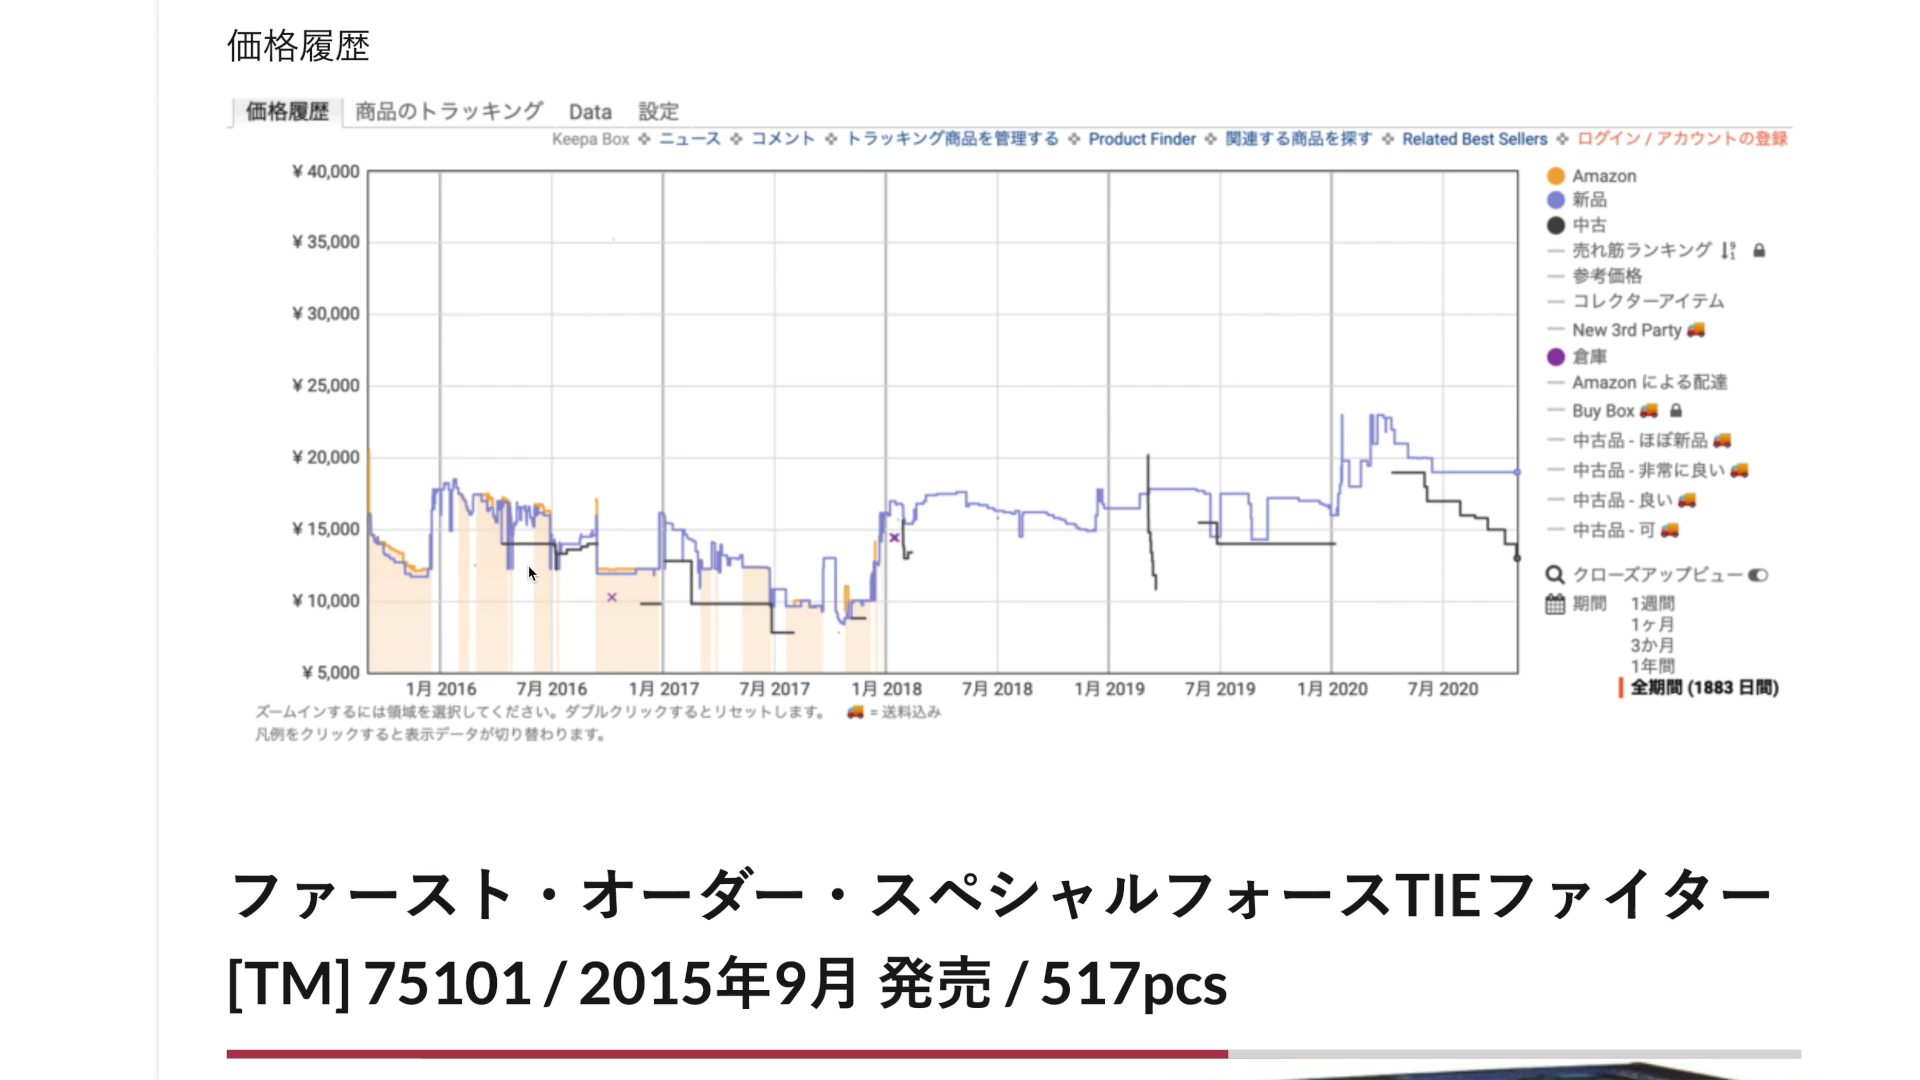 価格履歴
価格履歴 商品のトラッキング Data 設定
Keepa Box ❖ ニュース ❖ コメント ❖ トラッキング商品を管理する ❖ Product Finder ❖ 関連する商品を探す ❖ Related Best Sellers ❖ ログイン / アカウントの登録
¥ 40,000
¥ 35,000
¥ 30,000
¥ 25,000
¥ 20,000
¥ 15,000
¥ 10,000
¥ 5,000
1月 2016 7月 2016 1月 2017 7月 2017 1月 2018 7月 2018 1月 2019 7月 2019 1月 2020 7月 2020
Amazon
新品
中古
売れ筋ランキング
参考価格
コレクターアイテム
New 3rd Party
倉庫
Amazon による配達
Buy Box
中古品 - ほぼ新品
中古品 - 非常に良い
中古品 - 良い
中古品 - 可
クローズアップビュー
期間 1週間
1ヶ月
3か月
1年間
全期間 (1883 日間)
ズームインするには領域を選択してください。ダブルクリックするとリセットします。 = 送料込み
凡例をクリックすると表示データが切り替わります。
ファースト・オーダー・スペシャルフォースTIEファイター
[TM] 75101 / 2015年9月 発売 / 517pcs